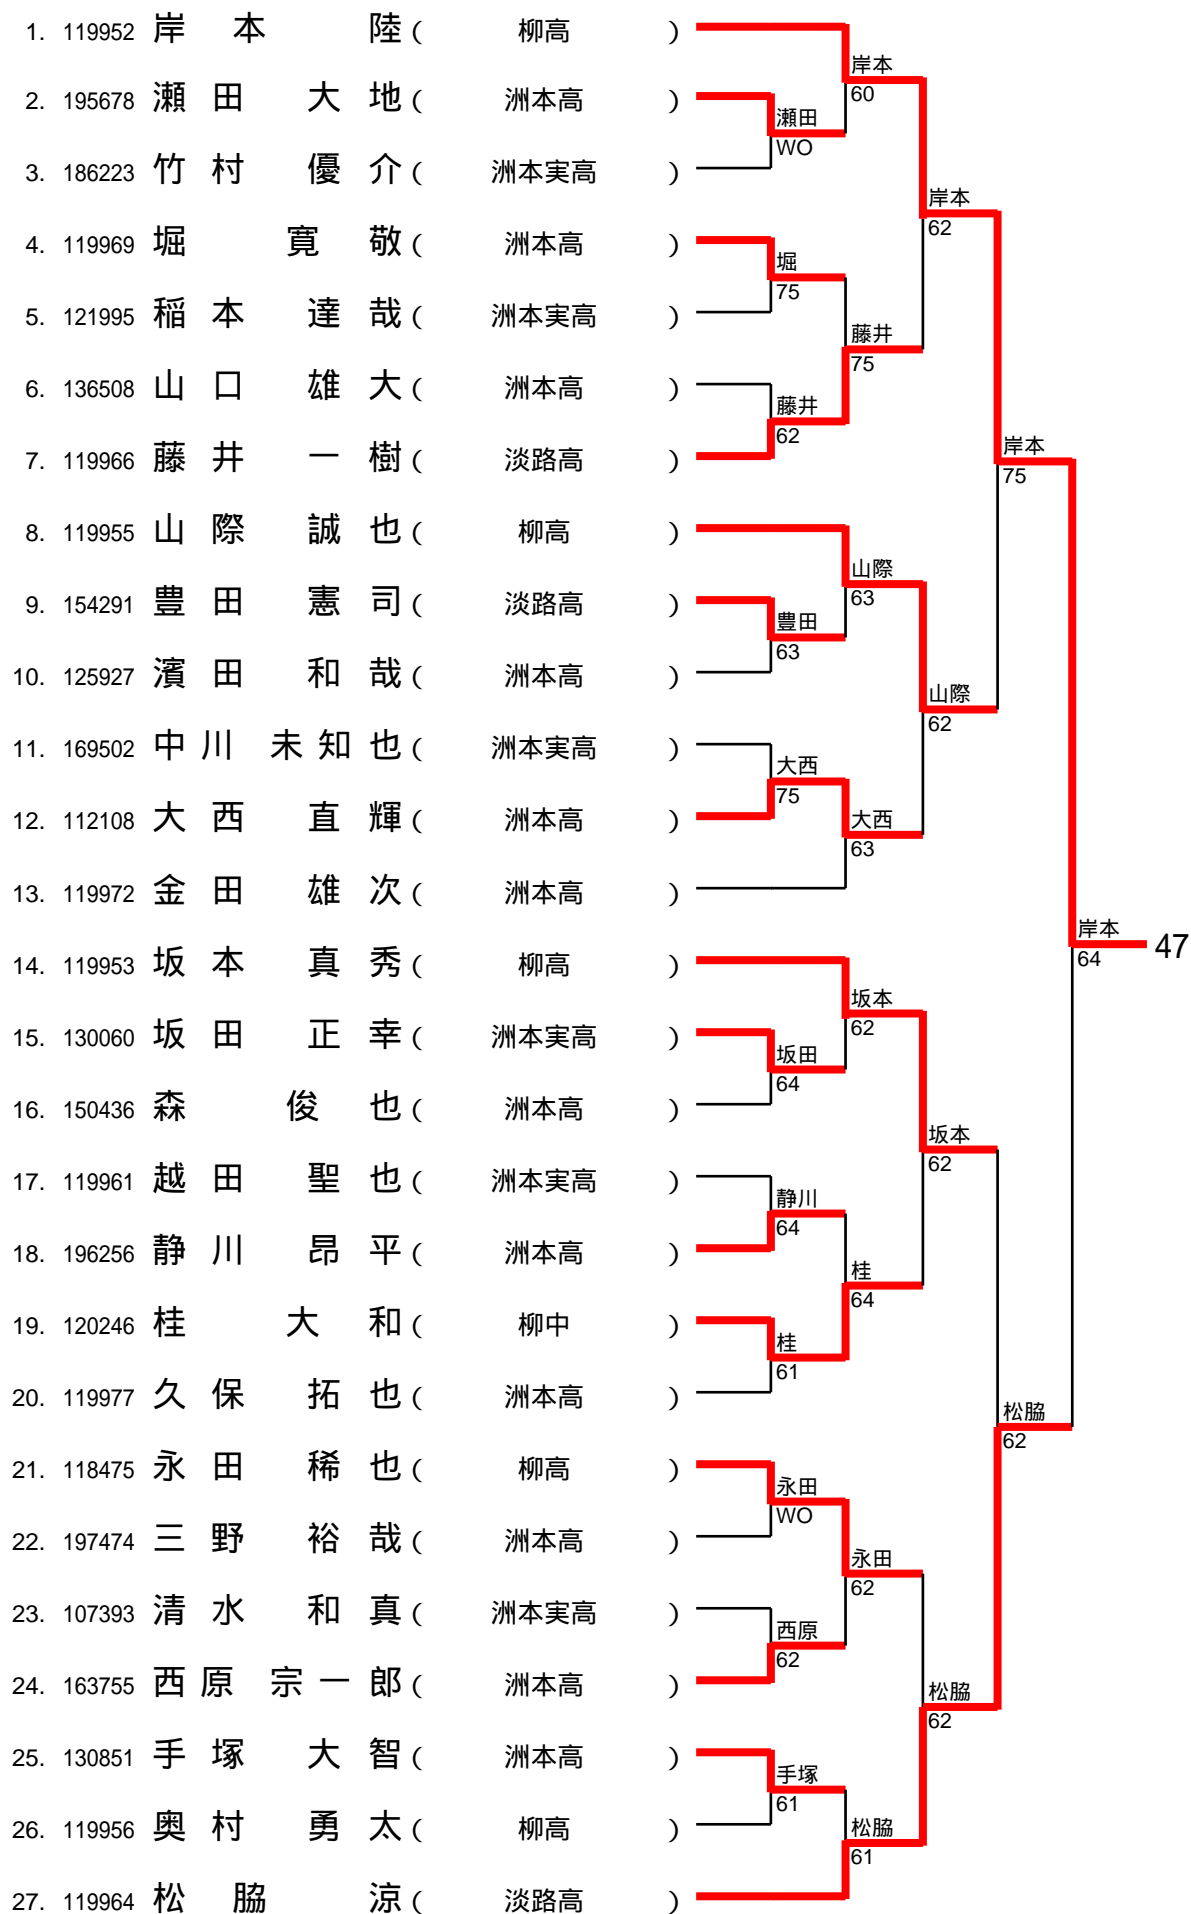 1. 119952 岸 本 陸 ( 柳高 )
岸本
60
2. 195678 瀬 田 大 地 ( 洲本高 )
瀬田
WO
3. 186223 竹 村 優 介 ( 洲本実高 )
岸本
62
4. 119969 堀 寛 敬 ( 洲本高 )
堀
75
5. 121995 稲 本 達 哉 ( 洲本実高 )
藤井
75
6. 136508 山 口 雄 大 ( 洲本高 )
藤井
62
7. 119966 藤 井 一 樹 ( 淡路高 )
岸本
75
8. 119955 山 際 誠 也 ( 柳高 )
山際
63
9. 154291 豊 田 憲 司 ( 淡路高 )
豊田
63
10. 125927 濱 田 和 哉 ( 洲本高 )
山際
62
11. 169502 中 川 未 知 也 ( 洲本実高 )
大西
75
12. 112108 大 西 直 輝 ( 洲本高 )
大西
63
13. 119972 金 田 雄 次 ( 洲本高 )
岸本
64
47
14. 119953 坂 本 真 秀 ( 柳高 )
坂本
62
15. 130060 坂 田 正 幸 ( 洲本実高 )
坂田
64
16. 150436 森 俊 也 ( 洲本高 )
坂本
62
17. 119961 越 田 聖 也 ( 洲本実高 )
静川
64
18. 196256 静 川 昂 平 ( 洲本高 )
桂
64
19. 120246 桂 大 和 ( 柳中 )
桂
61
20. 119977 久 保 拓 也 ( 洲本高 )
松脇
62
21. 118475 永 田 稀 也 ( 柳高 )
永田
WO
22. 197474 三 野 裕 哉 ( 洲本高 )
永田
62
23. 107393 清 水 和 真 ( 洲本実高 )
西原
62
24. 163755 西 原 宗 一 郎 ( 洲本高 )
松脇
62
25. 130851 手 塚 大 智 ( 洲本高 )
手塚
61
26. 119956 奥 村 勇 太 ( 柳高 )
松脇
61
27. 119964 松 脇 涼 ( 淡路高 )